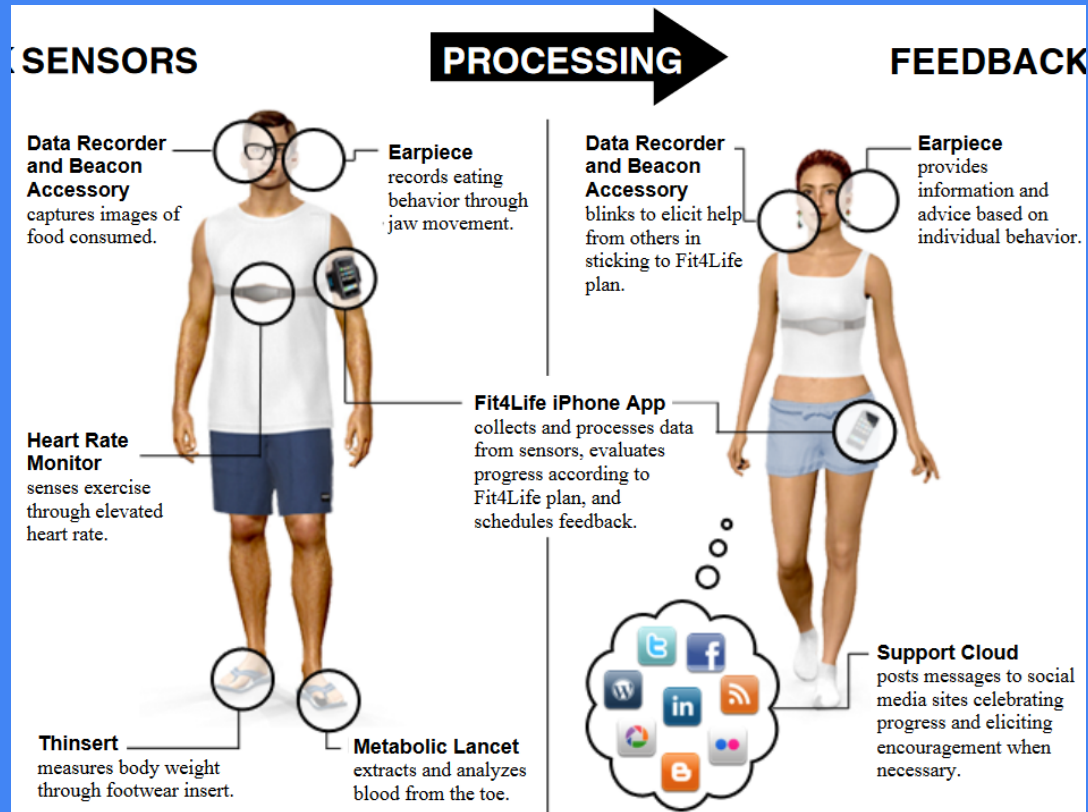 SENSORS
PROCESSING
FEEDBACK
Data Recorder
and Beacon
Accessory
captures images of
food consumed.
Earpiece
records eating
behavior through
jaw movement.
Data Recorder
and Beacon
Accessory
blinks to elicit help
from others in
sticking to Fit4Life
plan.
Earpiece
provides
information and
advice based on
individual behavior.
Heart Rate
Monitor
senses exercise
through elevated
heart rate.
Fit4Life iPhone App
collects and processes data
from sensors, evaluates
progress according to
Fit4Life plan, and
schedules feedback.
Thinsert
measures body weight
through footwear insert.
Metabolic Lancet
extracts and analyzes
blood from the toe.
Support Cloud
posts messages to social
media sites celebrating
progress and eliciting
encouragement when
necessary.